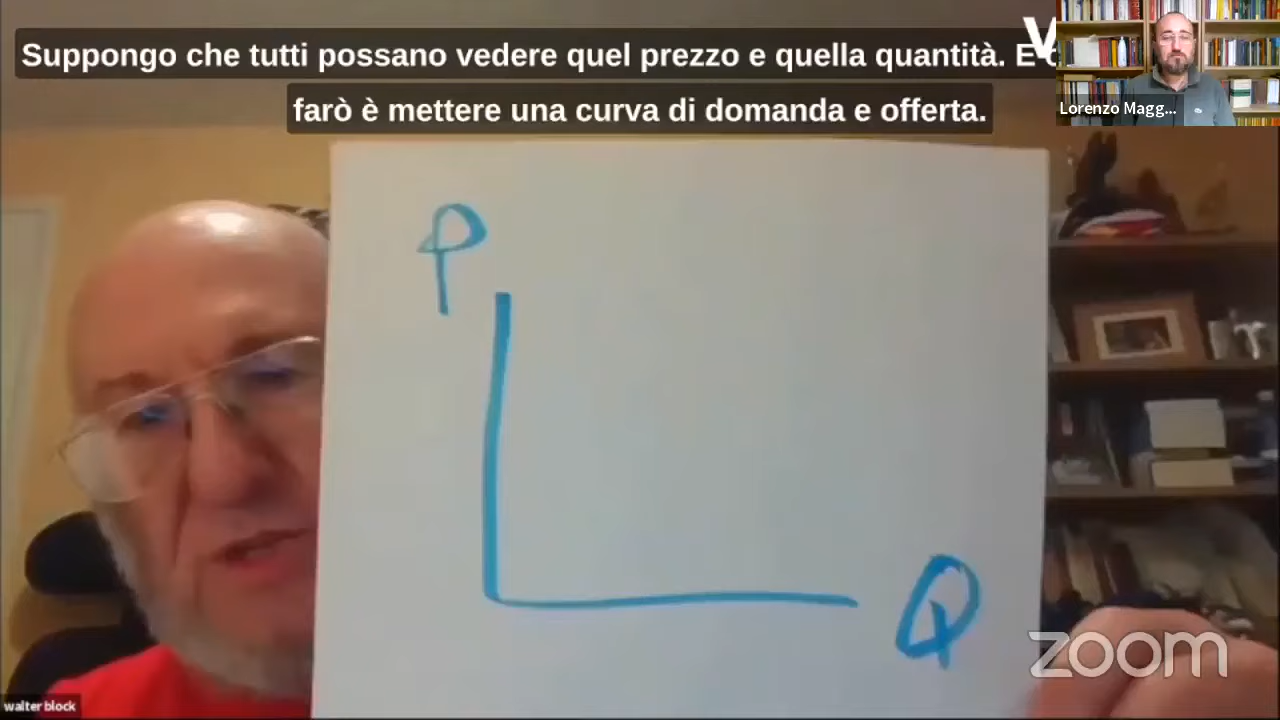 Suppongo che tutti possano vedere quel prezzo e quella quantità. E
farò è mettere una curva di domanda e offerta.
Lorenzo Magg...
P
Q
zoom
walter block